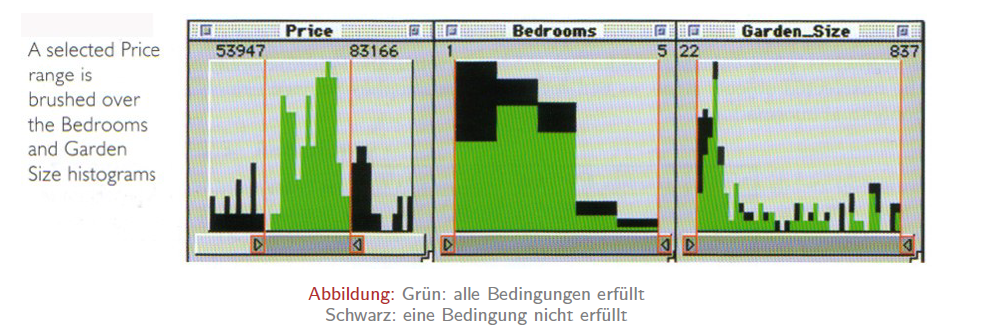 A selected Price
range is
brushed over
the Bedrooms
and Garden
Size histograms
Price
53947 83166
Bedrooms
1 5
Garden_Size
22 837
Abbildung: Grün: alle Bedingungen erfüllt
Schwarz: eine Bedingung nicht erfüllt